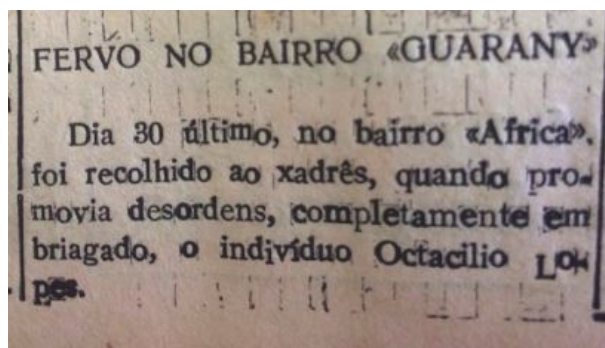 FERVO NO BAIRRO «GUARANY»
Dia 30 último, no bairro «Africa».
foi recolhido ao xadrês, quando pro-
movia desordens, completamente em
briagado, o indivíduo Octacilio Lo-
pes.